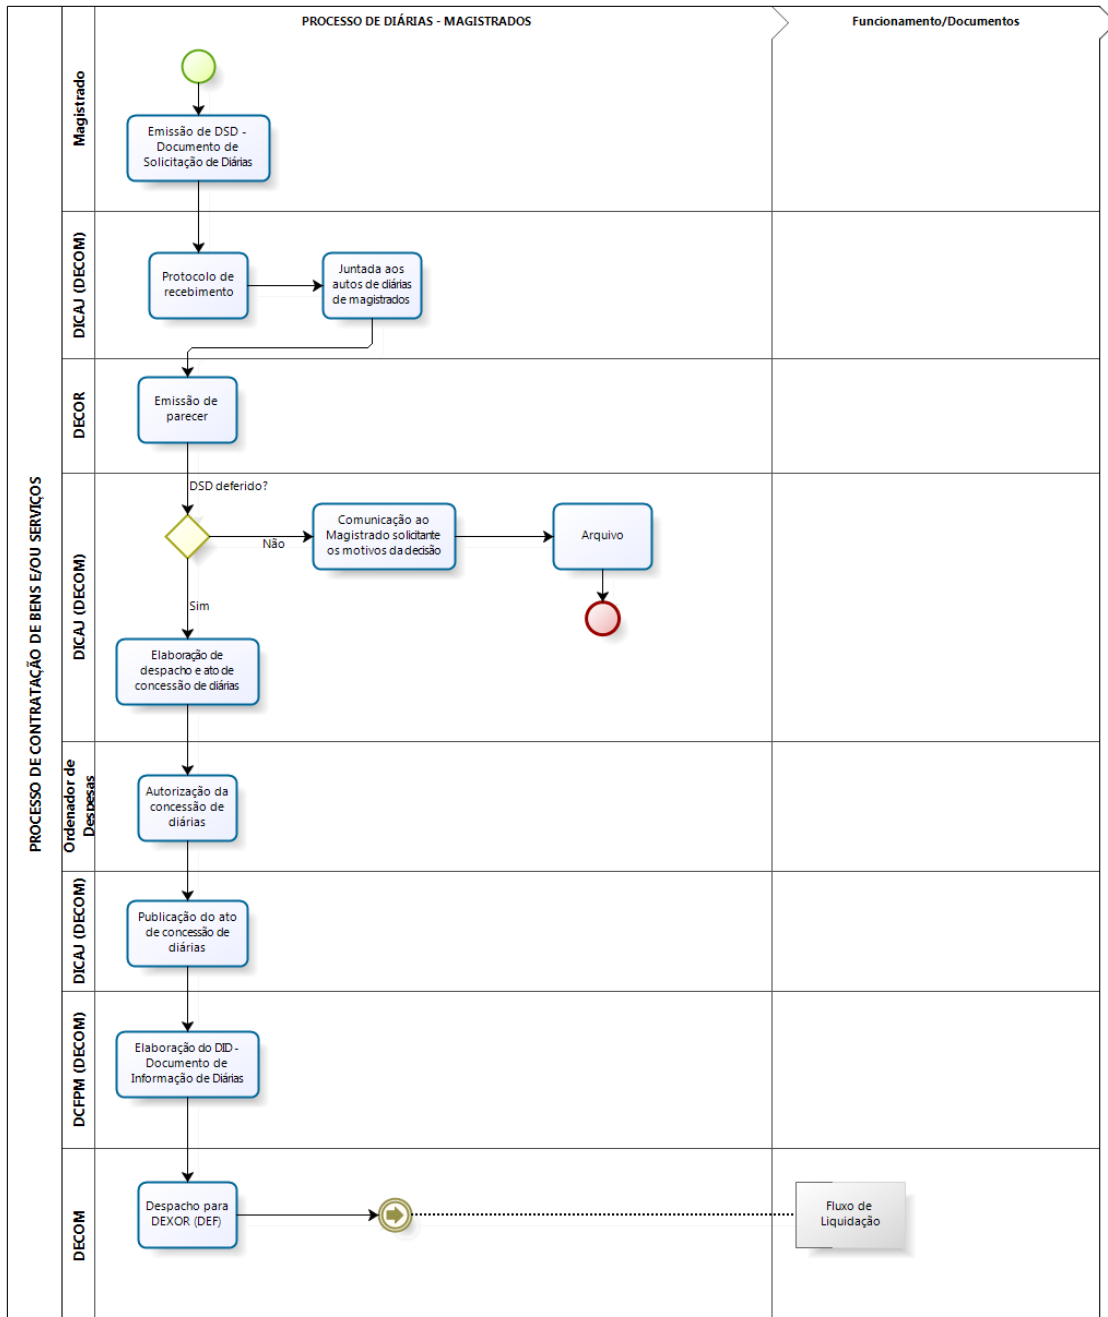 PROCESSO DE DIÁRIAS - MAGISTRADOS
Funcionamento/Documentos
PROCESSO DE CONTRATAÇÃO DE BENS E/OU SERVIÇOS
Magistrado
Emissão de DSD -
Documento de
Solicitação de Diárias
DICAJ (DECOM)
Protocolo de
recebimento
Juntada aos
autos de diárias
de magistrados
DECOR
Emissão de
parecer
DICAJ (DECOM)
DSD deferido?
Não
Comunicação ao
Magistrado solicitante
os motivos da decisão
Arquivo
Sim
Elaboração de
despacho e ato de
concessão de diárias
Ordenador de
Despesas
Autorização da
concessão de
diárias
DICAJ (DECOM)
Publicação do ato
de concessão de
diárias
DCFPM (DECOM)
Elaboração do DID -
Documento de
Informação de Diárias
DECOM
Despacho para
DEXOR (DEF)
Fluxo de
Liquidação